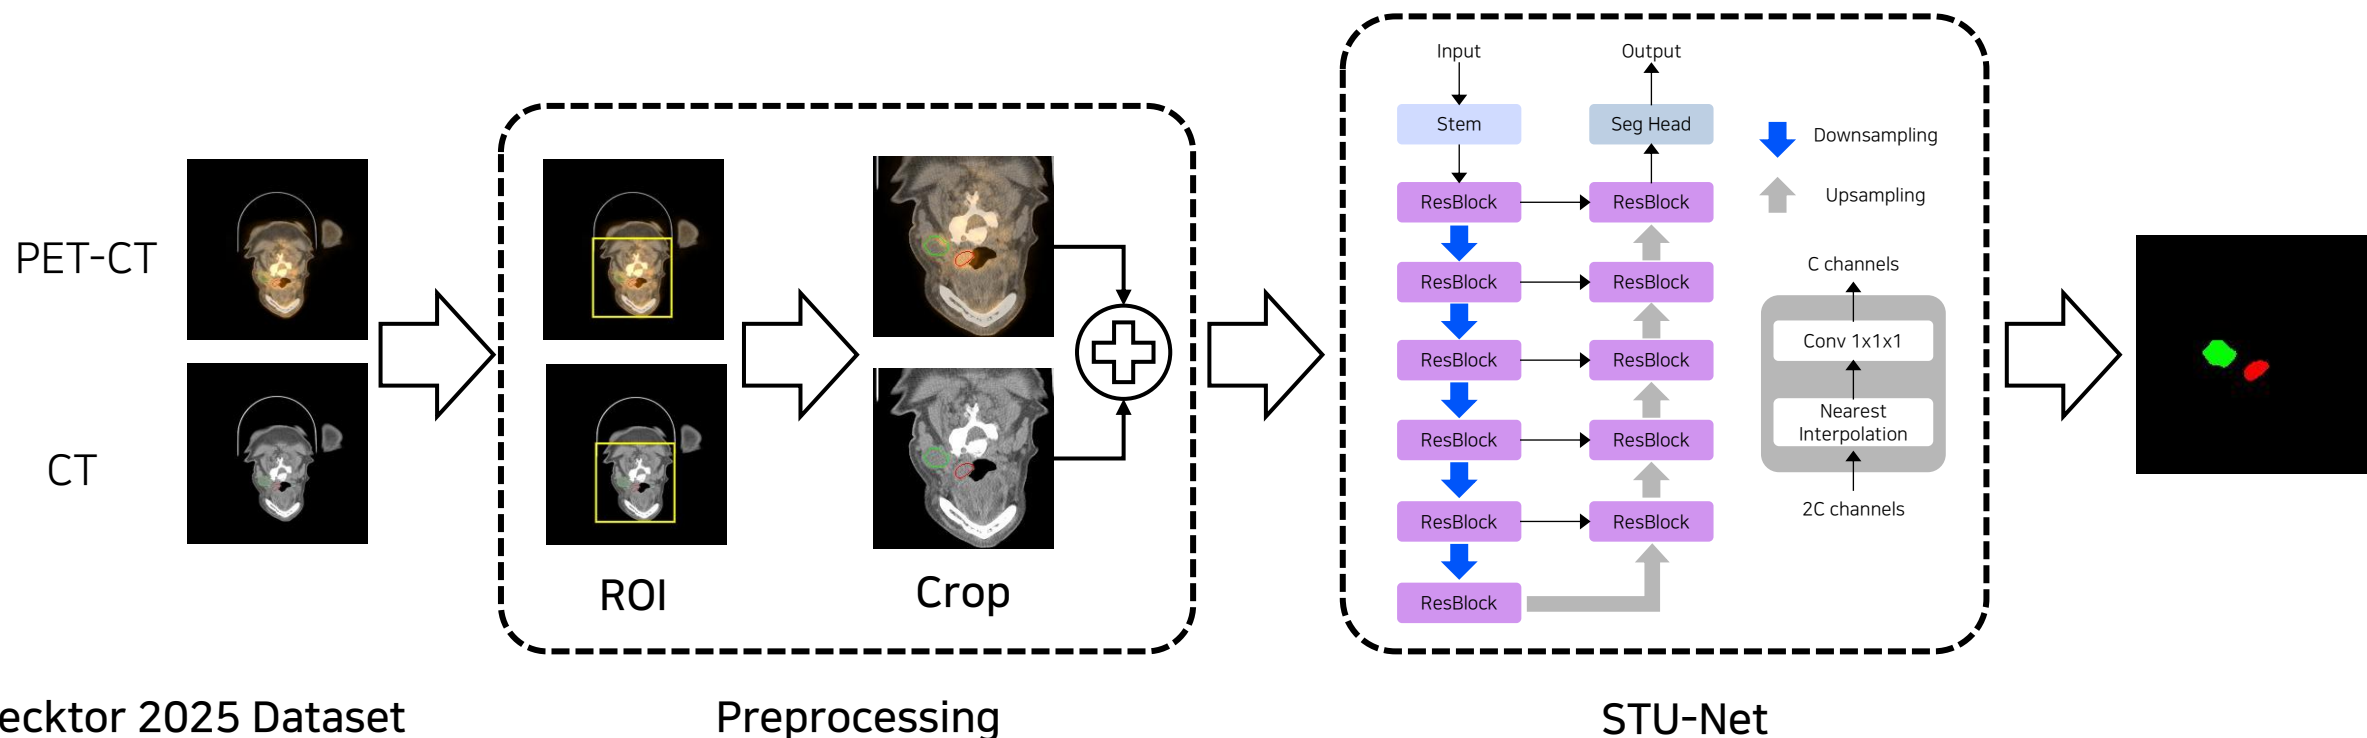 PET-CT
CT
ROI
Crop
Input
Output
Stem
Seg Head
Downsampling
Upsampling
ResBlock
ResBlock
ResBlock
ResBlock
ResBlock
ResBlock
ResBlock
ResBlock
ResBlock
ResBlock
ResBlock
C channels
Conv 1x1x1
Nearest
Interpolation
2C channels
ecktor 2025 Dataset
Preprocessing
STU-Net